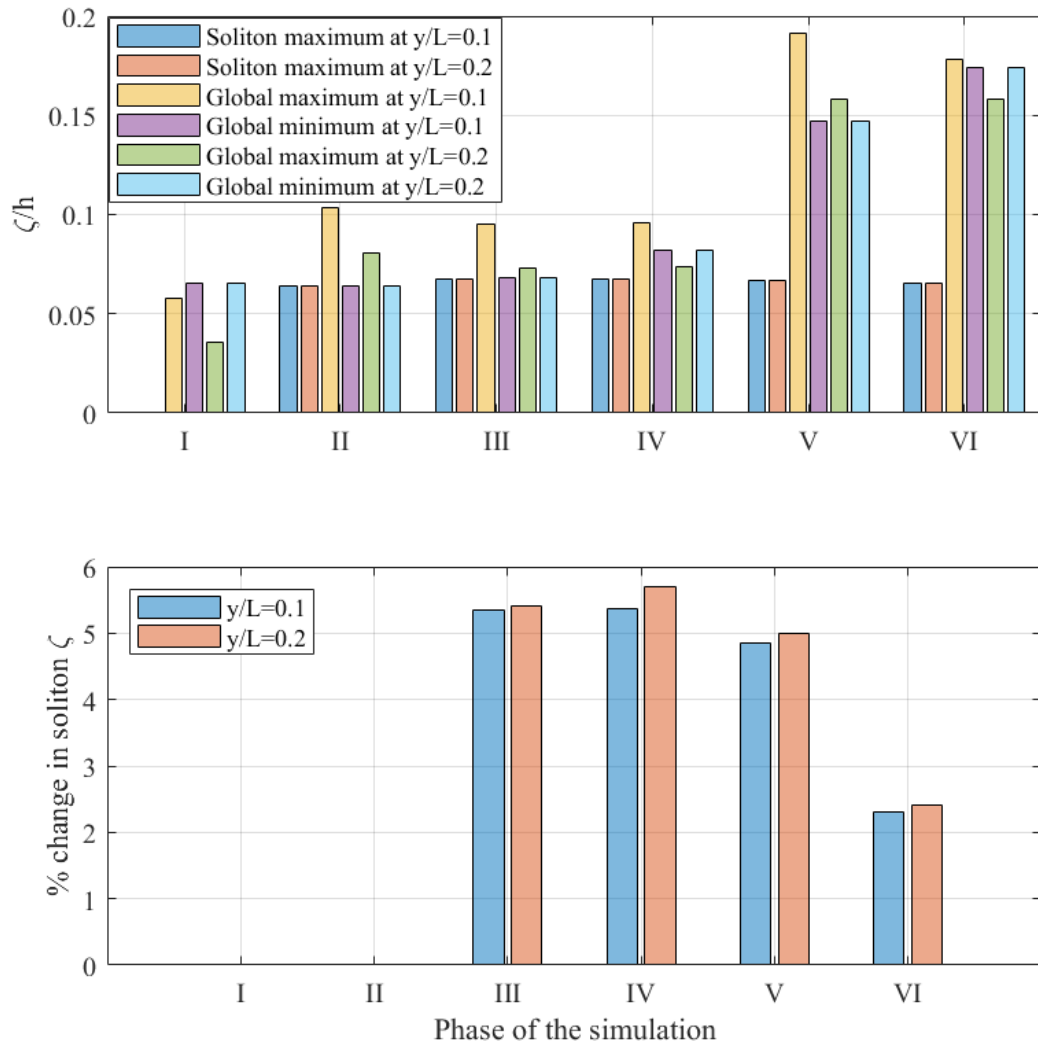 0.2
0.15
0.1
0.05
0
ζ/h
Soliton maximum at y/L=0.1
Soliton maximum at y/L=0.2
Global maximum at y/L=0.1
Global minimum at y/L=0.1
Global maximum at y/L=0.2
Global minimum at y/L=0.2
I II III IV V VI
6
5
4
3
2
1
0
% change in soliton ζ
y/L=0.1
y/L=0.2
I II III IV V VI
Phase of the simulation